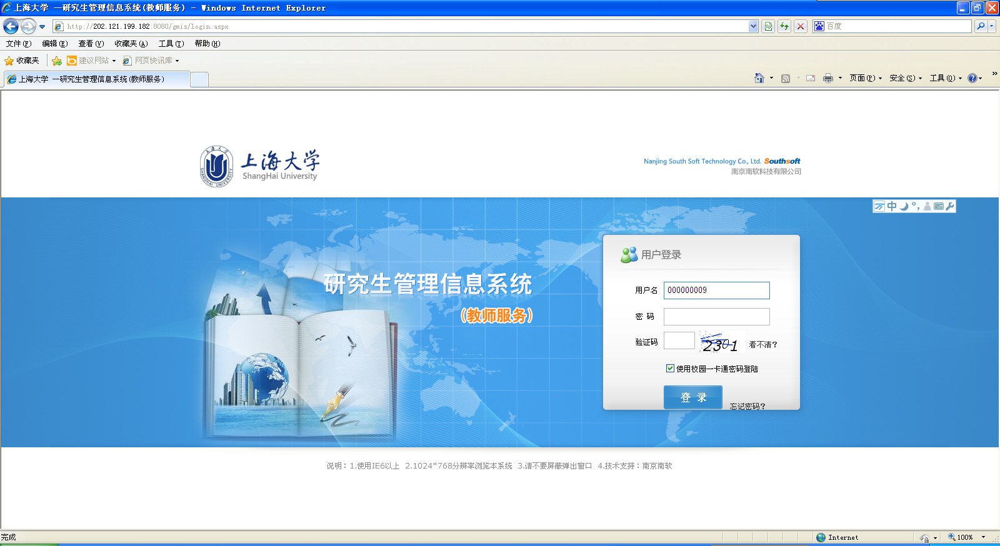 上海大学 —研究生管理信息系统(教师服务) - Windows Internet Explorer
http://202.121.199.182:8080/gmis/login.aspx
百度
文件(F) 编辑(E) 查看(V) 收藏夹(A) 工具(T) 帮助(H)
收藏夹 建议网站 网页快讯库
上海大学 —研究生管理信息系统(教师服务)
页面(P) 安全(S) 工具(O) »
上海大学
ShangHai University
Nanjing South Soft Technology Co., Ltd. Southsoft
南京南软科技有限公司
中
用户登录
研究生管理信息系统
(教师服务)
用户名 000000009
密 码
验证码 2301 看不清?
使用校园一卡通密码登陆
登 录 忘记密码?
说明：1.使用IE6以上 2.1024*768分辨率浏览本系统 3.请不要屏蔽弹出窗口 4.技术支持：南京南软
完成 Internet 100%